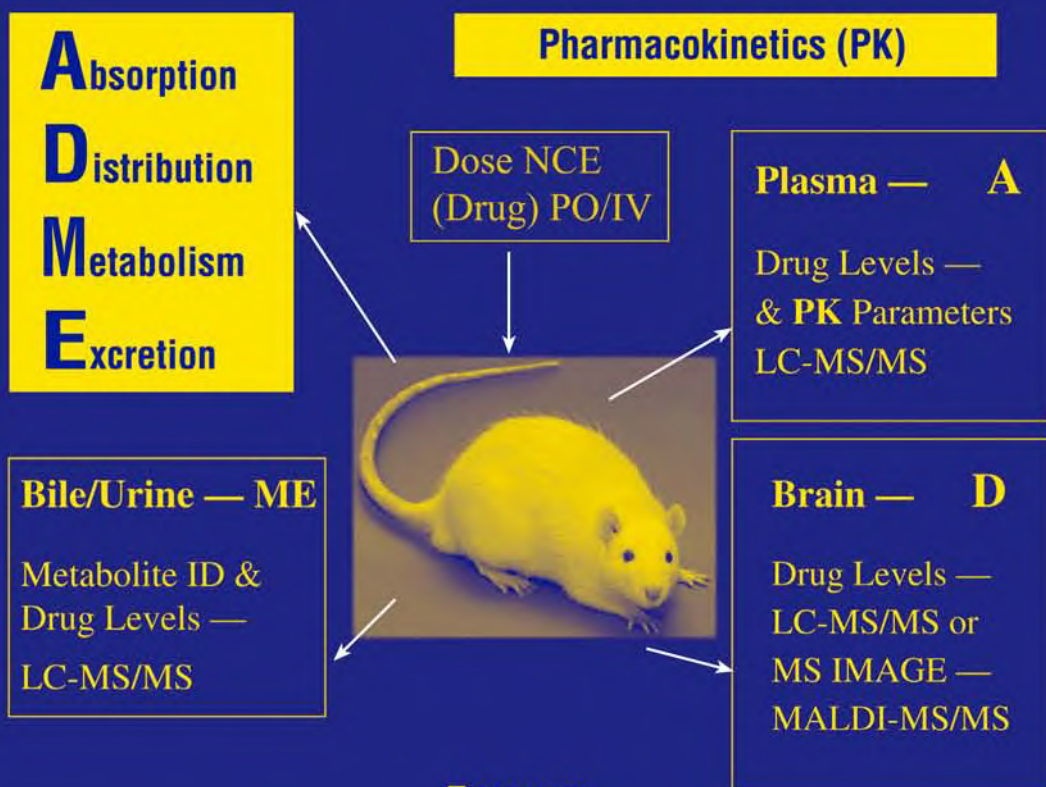 Absorption
Distribution
Metabolism
Excretion
Pharmacokinetics (PK)
Dose NCE
(Drug) PO/IV
Plasma — A
Drug Levels —
& PK Parameters
LC-MS/MS
Bile/Urine — ME
Metabolite ID &
Drug Levels —
LC-MS/MS
Brain — D
Drug Levels —
LC-MS/MS or
MS IMAGE —
MALDI-MS/MS